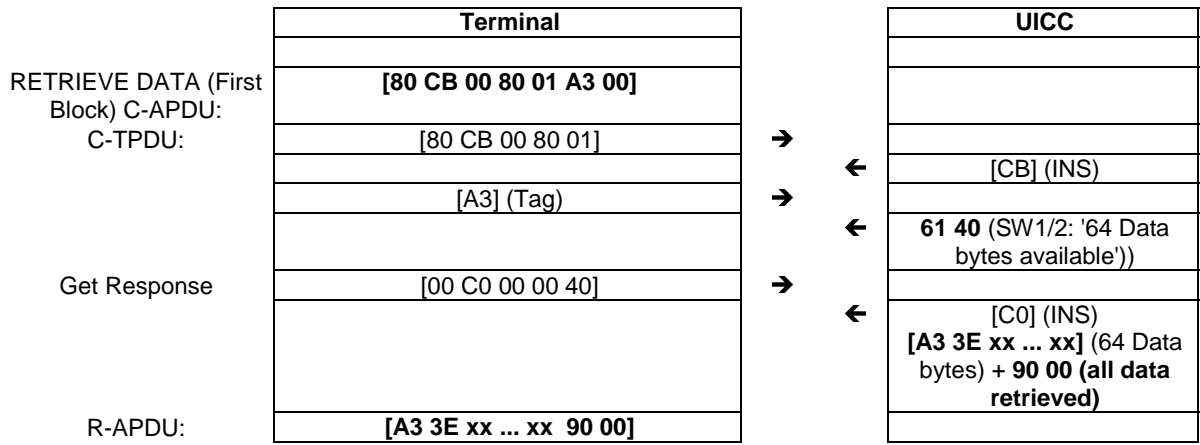 Terminal UICC
RETRIEVE DATA (First [80 CB 00 80 01 A3 00]
Block) C-APDU:
C-TPDU: [80 CB 00 80 01] ➔
← [CB] (INS)
[A3] (Tag) ➔
← 61 40 (SW1/2: '64 Data
bytes available'))
Get Response [00 C0 00 00 40] ➔
← [C0] (INS)
[A3 3E xx ... xx] (64 Data
bytes) + 90 00 (all data
retrieved)
R-APDU: [A3 3E xx ... xx 90 00]